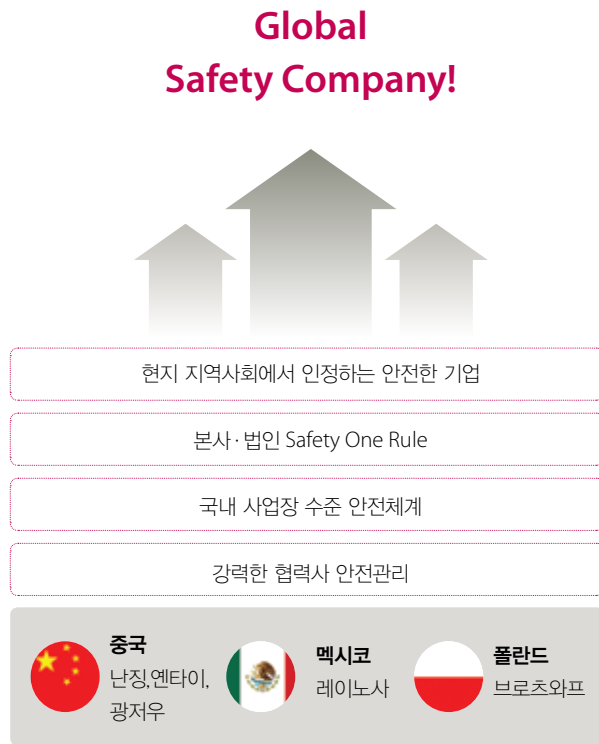 Global
Safety Company!
현지 지역사회에서 인정하는 안전한 기업
본사·법인 Safety One Rule
국내 사업장 수준 안전체계
강력한 협력사 안전관리
중국
난징,옌타이,
광저우
멕시코
레이노사
폴란드
브로츠와프